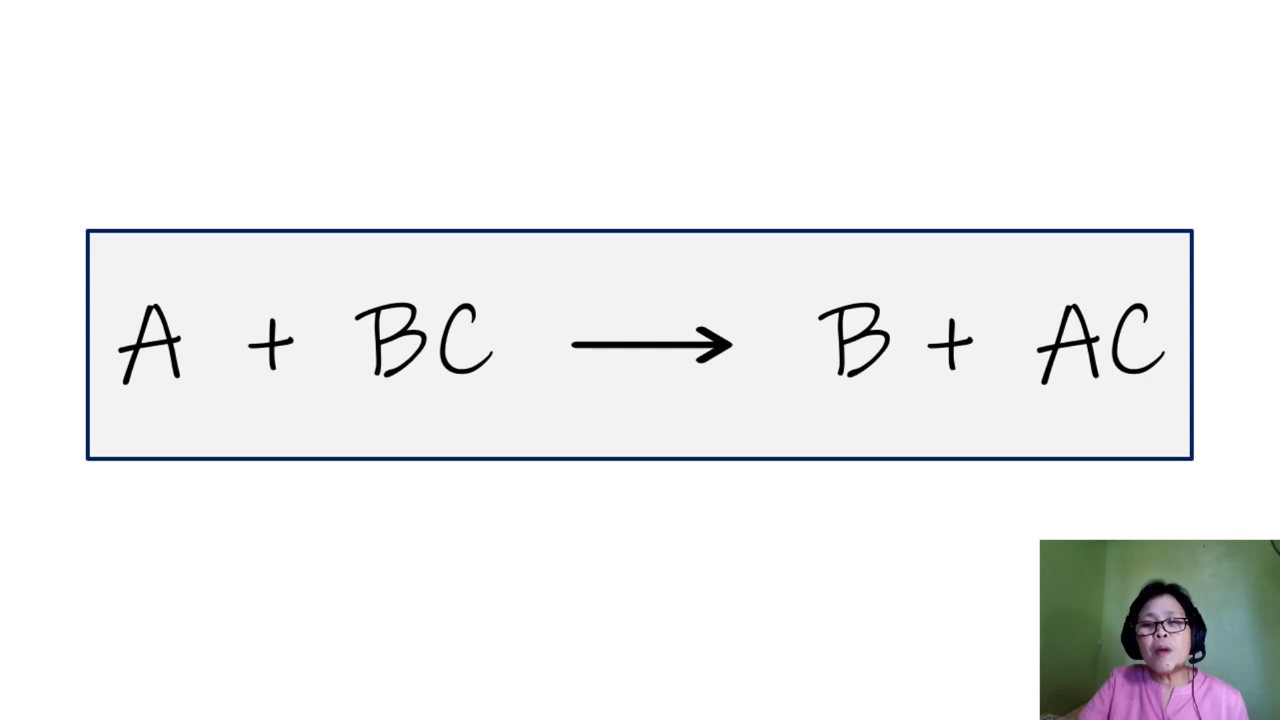 A + BC ⟶ B + AC